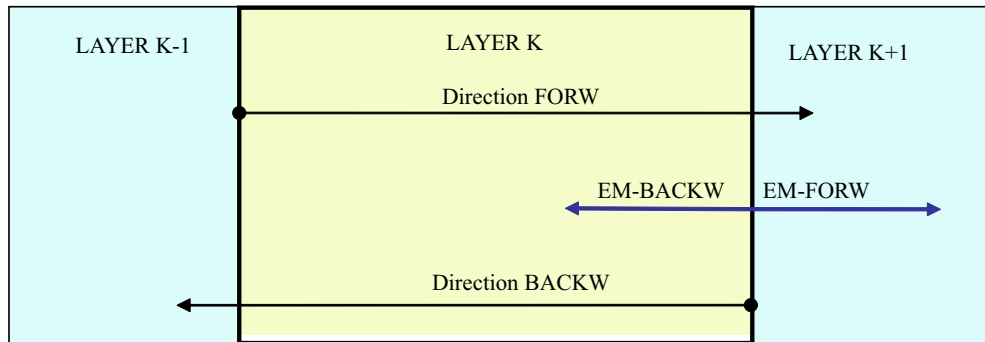 LAYER K-1
LAYER K
LAYER K+1
Direction FORW
EM-BACKW
EM-FORW
Direction BACKW